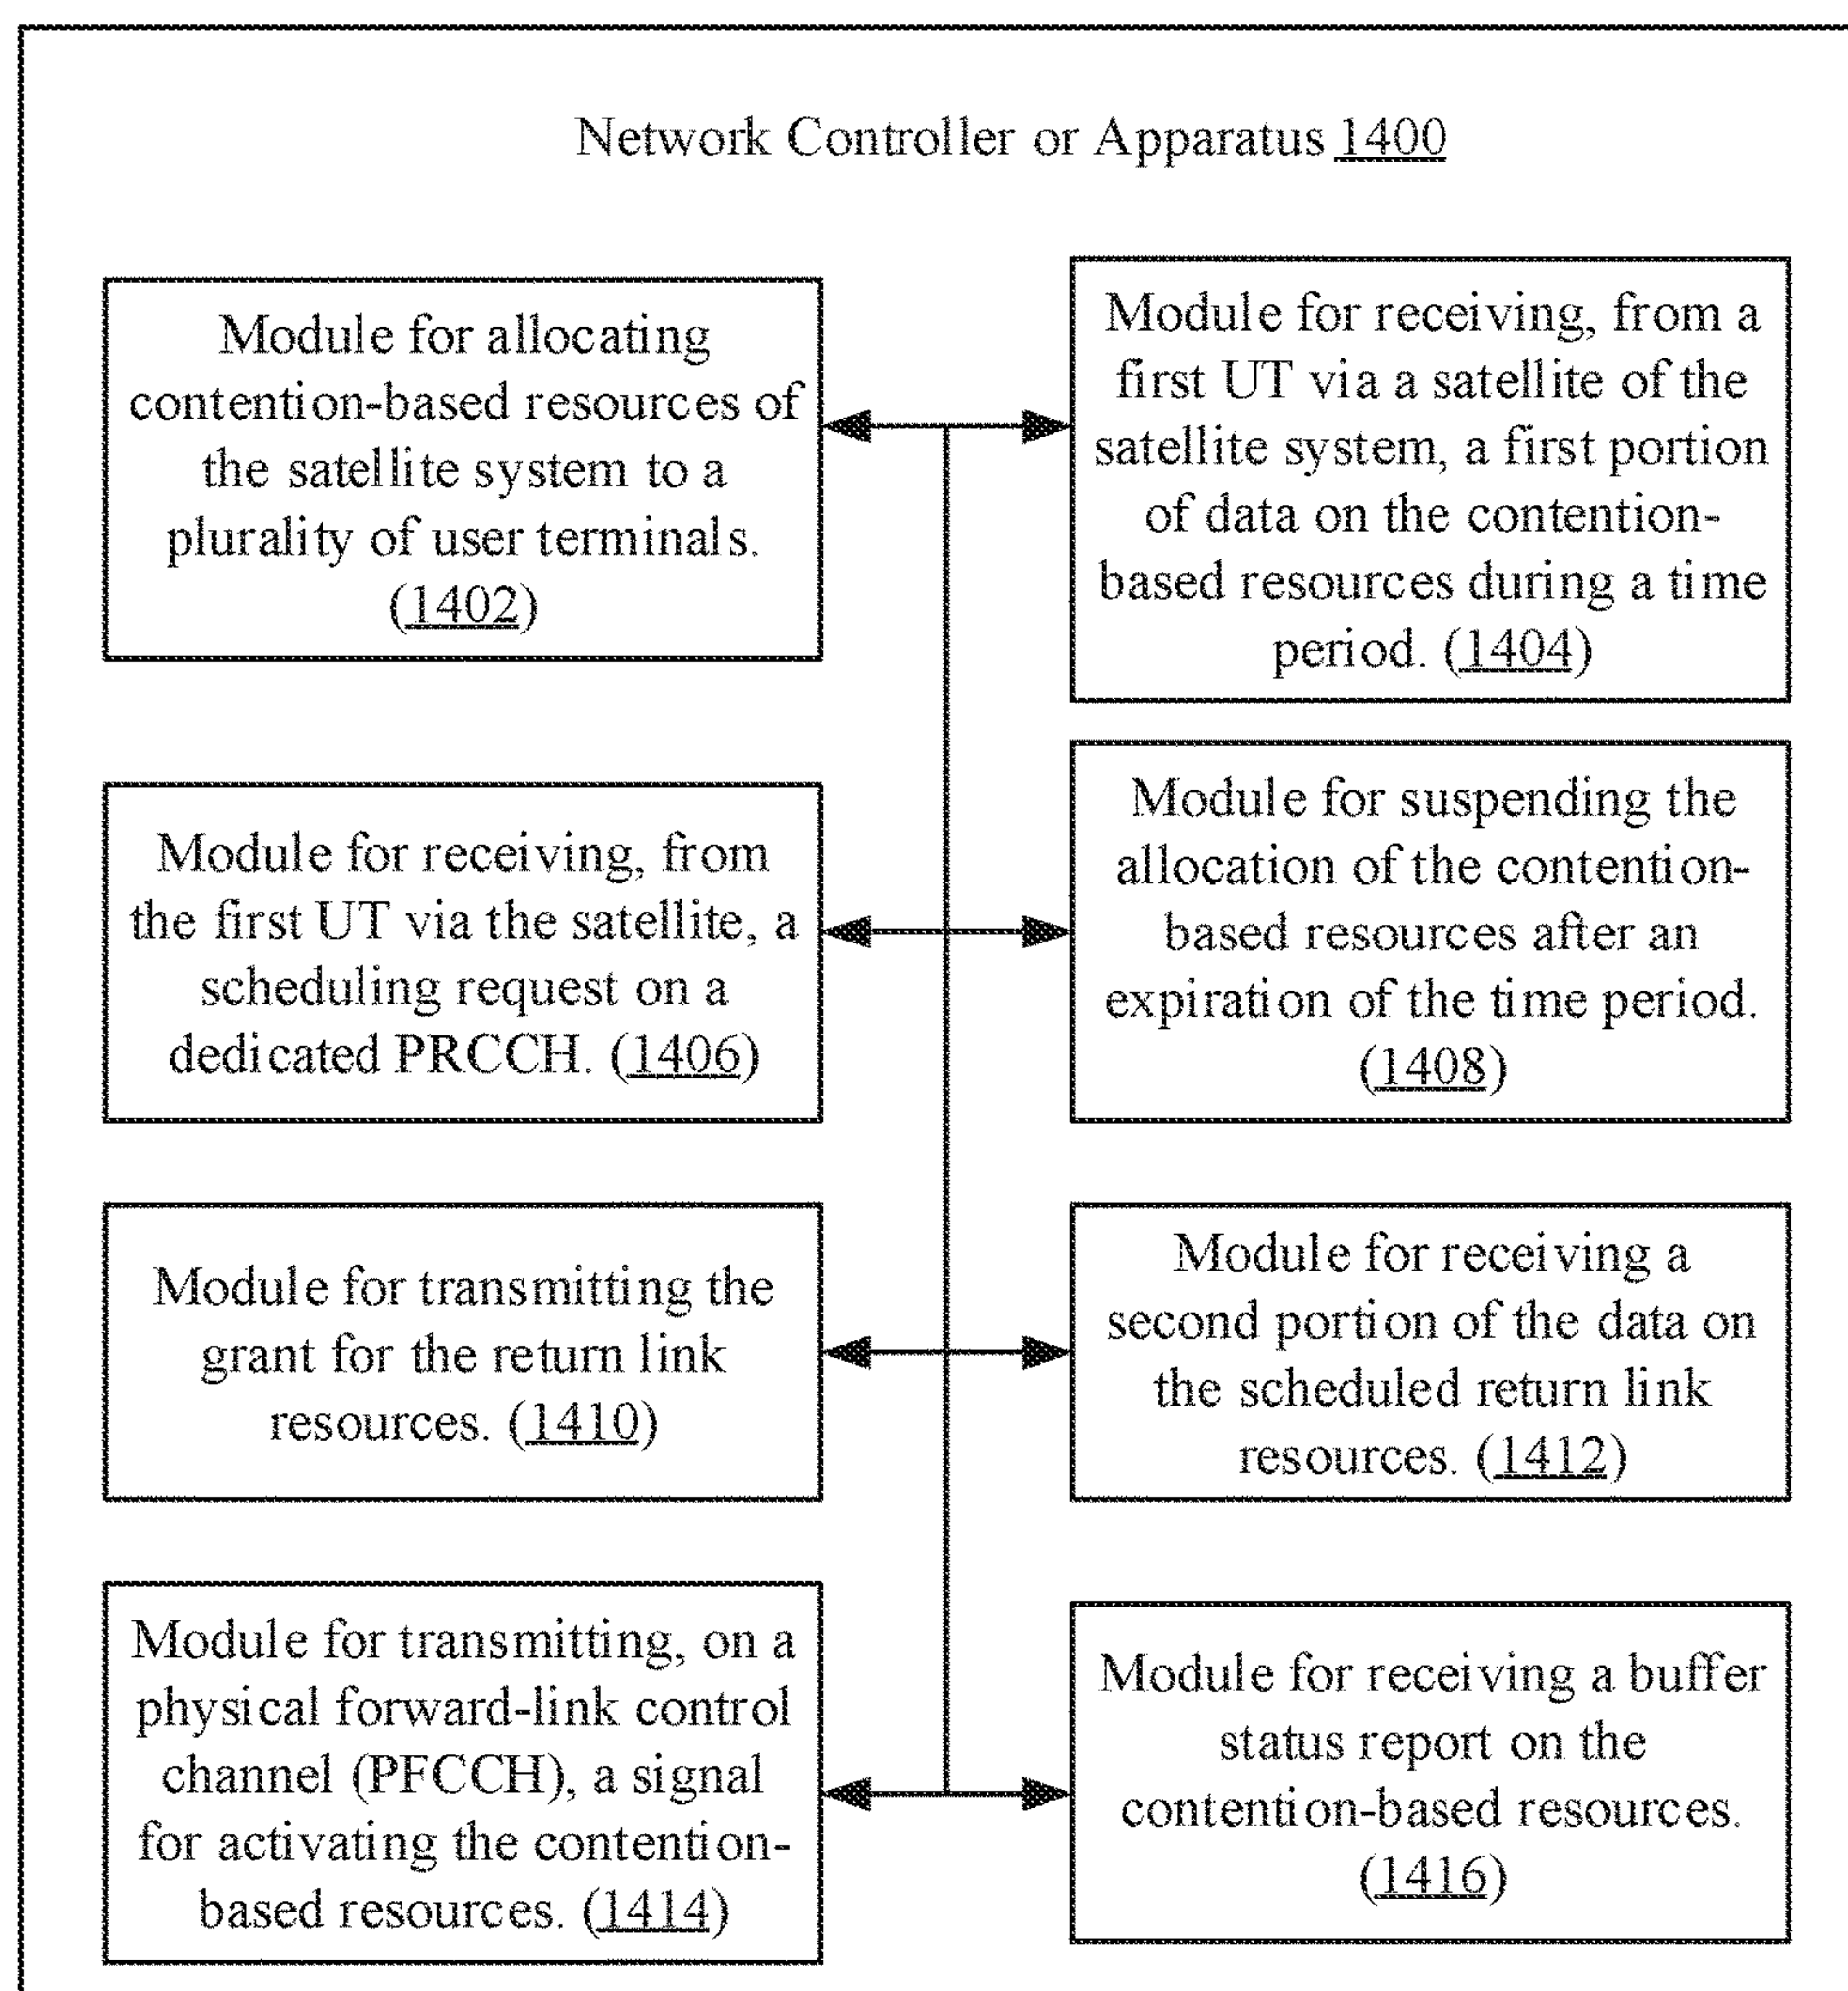 Network Controller or Apparatus 1400
Module for allocating
contention-based resources of
the satellite system to a
plurality of user terminals.
(1402)
Module for receiving, from a
first UT via a satellite of the
satellite system, a first portion
of data on the contention-
based resources during a time
period. (1404)
Module for receiving, from
the first UT via the satellite, a
scheduling request on a
dedicated PRCCH. (1406)
Module for suspending the
allocation of the contention-
based resources after an
expiration of the time period.
(1408)
Module for transmitting the
grant for the return link
resources. (1410)
Module for receiving a
second portion of the data on
the scheduled return link
resources. (1412)
Module for transmitting, on a
physical forward-link control
channel (PFCCH), a signal
for activating the contention-
based resources. (1414)
Module for receiving a buffer
status report on the
contention-based resources.
(1416)